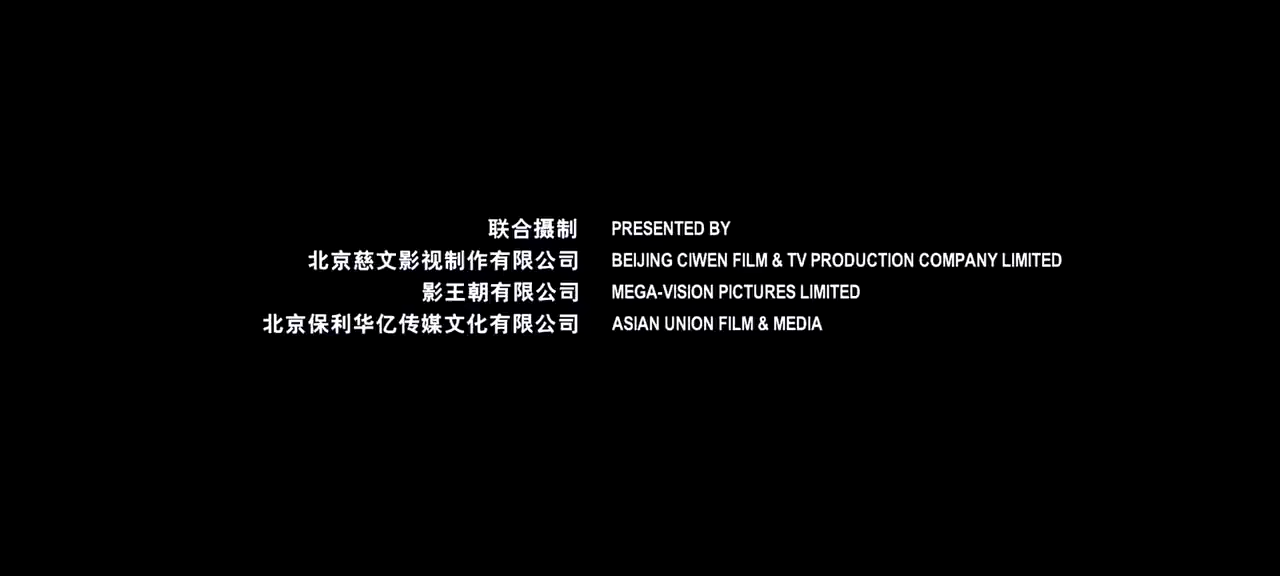 联合摄制 PRESENTED BY
北京慈文影视制作有限公司 BEIJING CIWEN FILM & TV PRODUCTION COMPANY LIMITED
影王朝有限公司 MEGA-VISION PICTURES LIMITED
北京保利华亿传媒文化有限公司 ASIAN UNION FILM & MEDIA